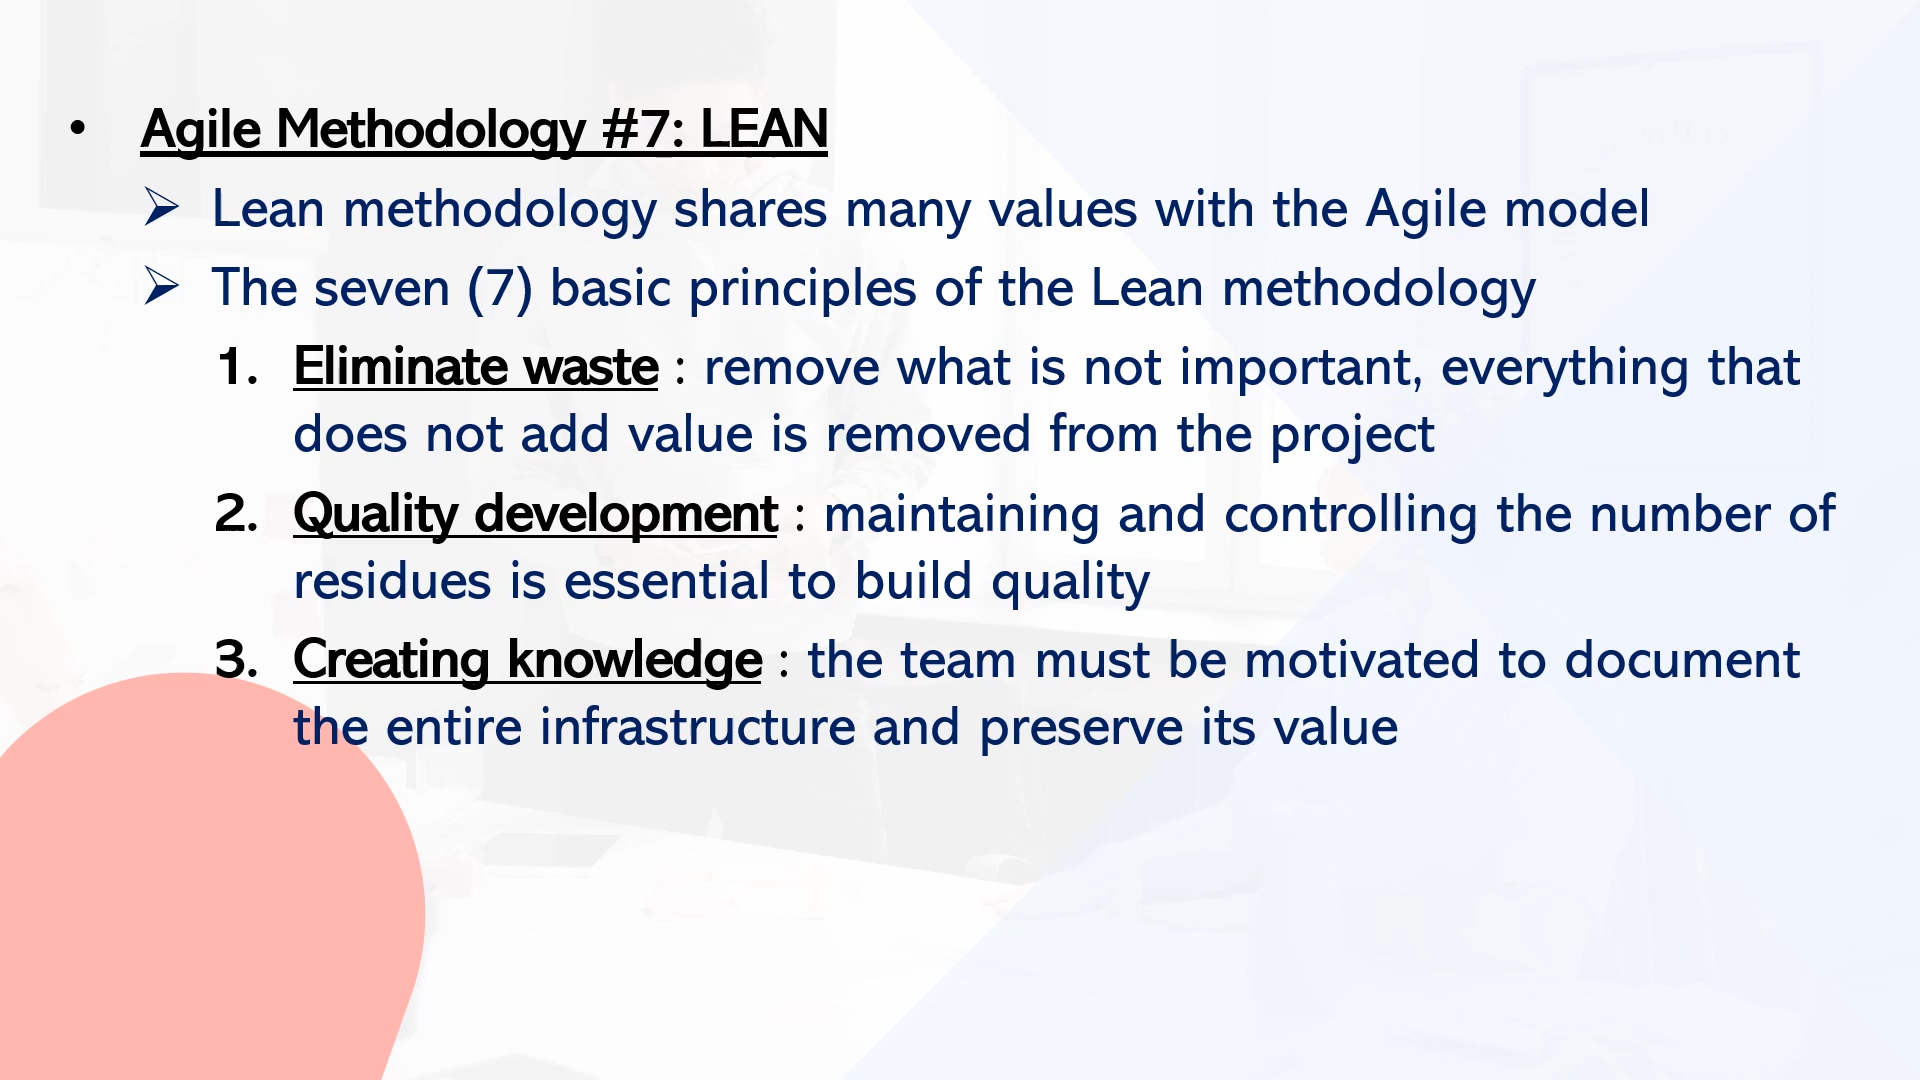 • Agile Methodology #7: LEAN
➢ Lean methodology shares many values with the Agile model
➢ The seven (7) basic principles of the Lean methodology
1. Eliminate waste : remove what is not important, everything that
does not add value is removed from the project
2. Quality development : maintaining and controlling the number of
residues is essential to build quality
3. Creating knowledge : the team must be motivated to document
the entire infrastructure and preserve its value